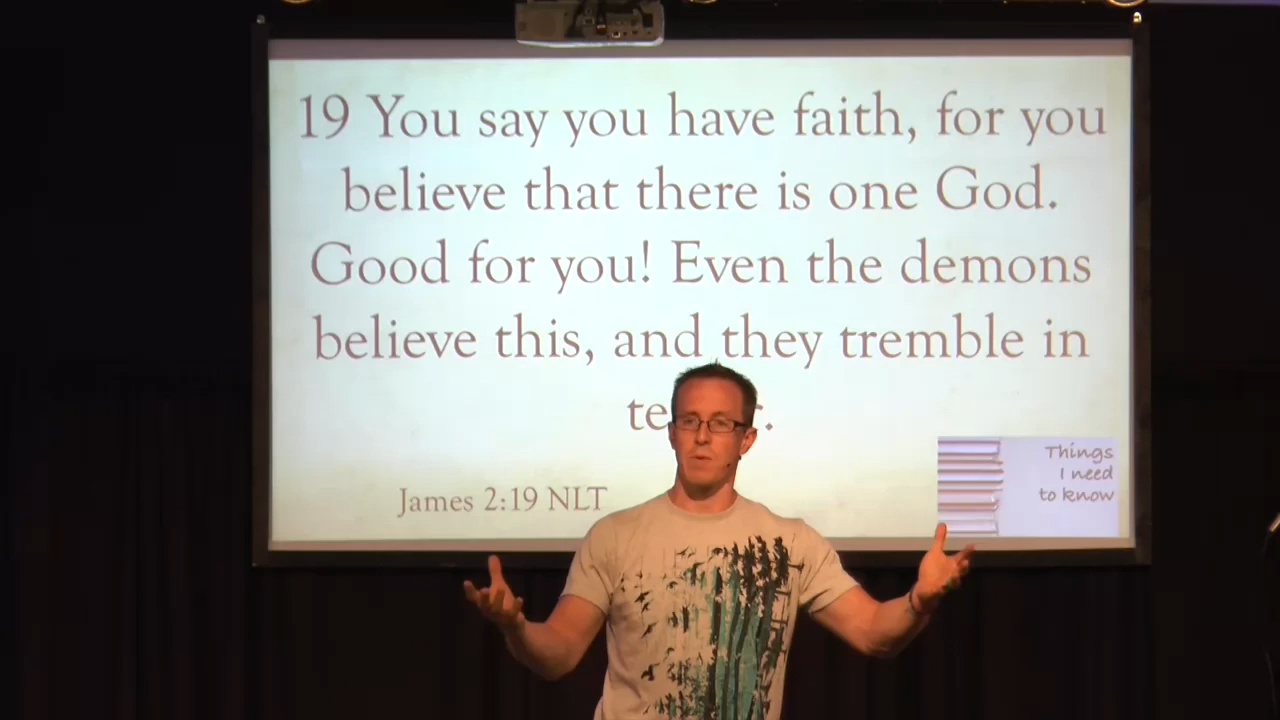 19 You say you have faith, for you
believe that there is one God.
Good for you! Even the demons
believe this, and they tremble in
James 2:19 NLT
Things
I need
to know